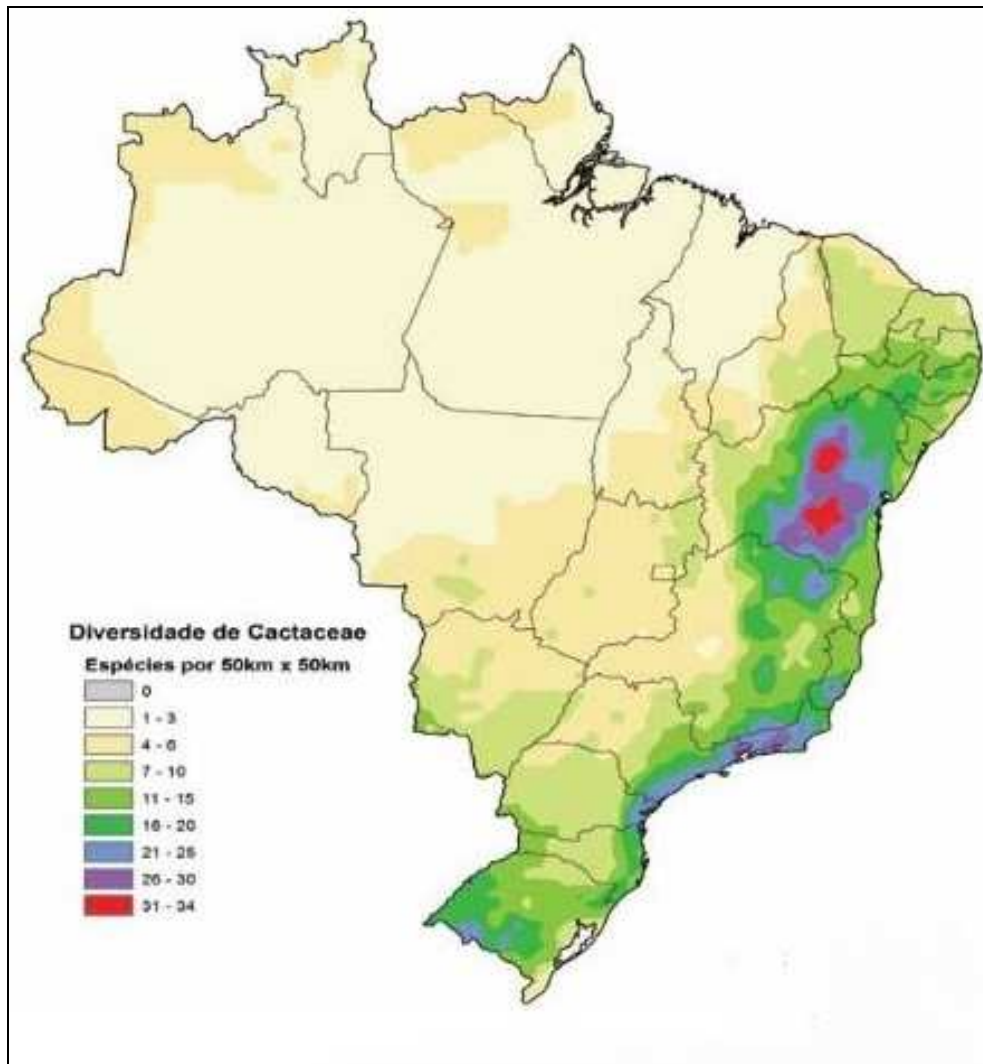 Diversidade de Cactaceae
Espécies por 50km x 50km
0
1 - 3
4 - 6
7 - 10
11 - 15
16 - 20
21 - 25
26 - 30
31 - 34